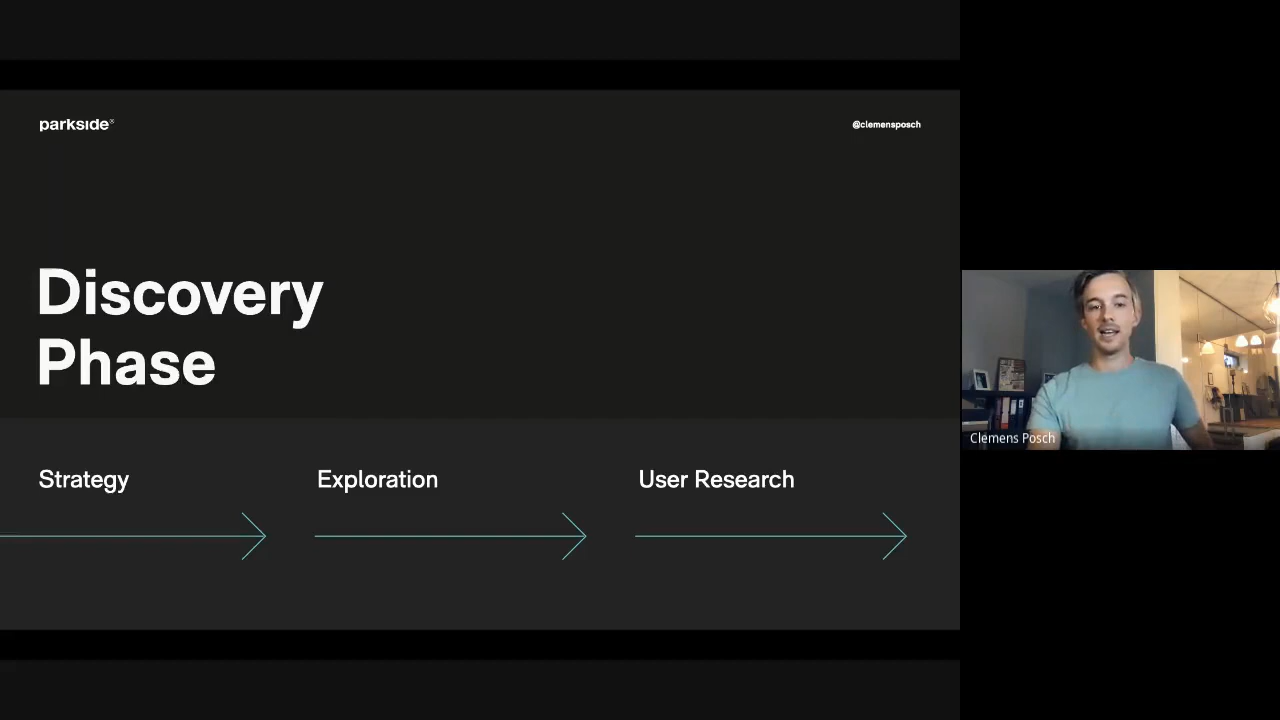 parkside®
@clemensposch
Discovery
Phase
Strategy
Exploration
User Research
Clemens Posch